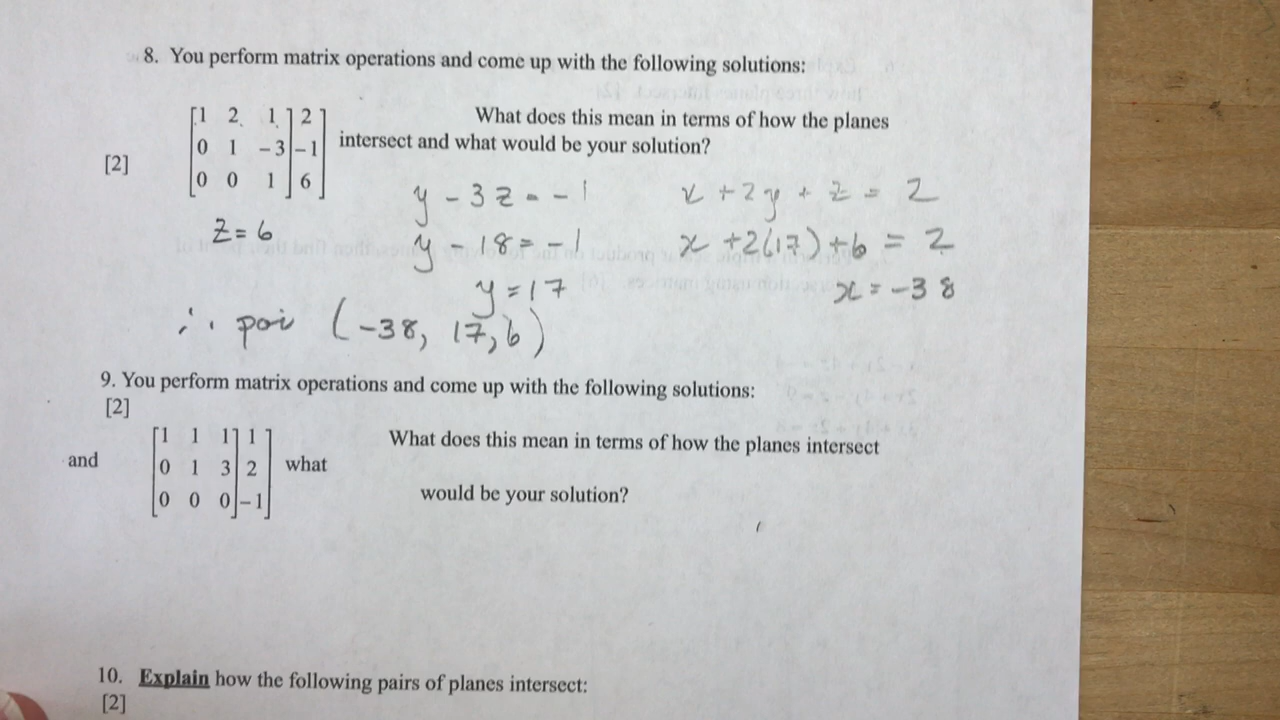 8. You perform matrix operations and come up with the following solutions:
[1 2 1 | 2]
[0 1 -3 | -1]
[0 0 1 | 6]
[2]
What does this mean in terms of how the planes
intersect and what would be your solution?
z = 6
y - 3z = -1
y - 18 = -1
y = 17
x + 2y + z = 2
x + 2(17) + 6 = 2
x = -38
∴ poi (-38, 17, 6)
9. You perform matrix operations and come up with the following solutions:
[2]
and
[1 1 1 | 1]
[0 1 3 | 2]
[0 0 0 | -1]
what
What does this mean in terms of how the planes intersect
would be your solution?
10. Explain how the following pairs of planes intersect:
[2]